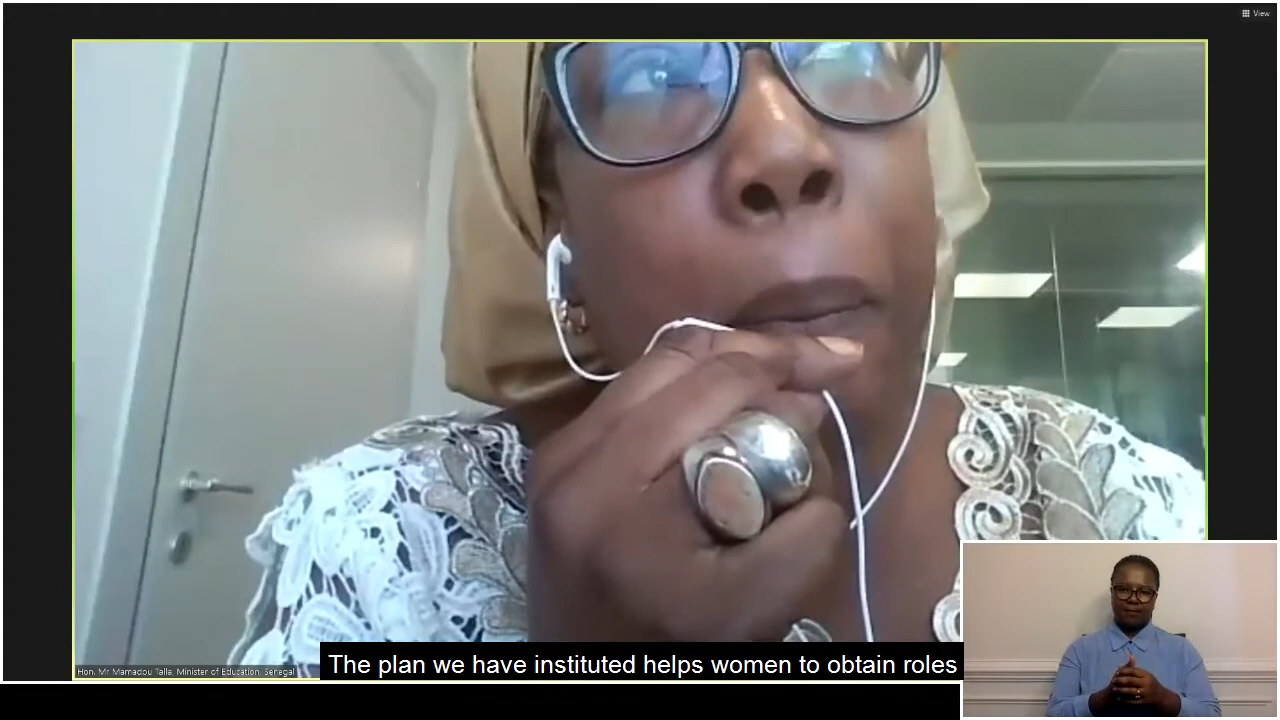 View
Hon. Mr Mamadou Talla, Minister of Education, Senegal
The plan we have instituted helps women to obtain roles